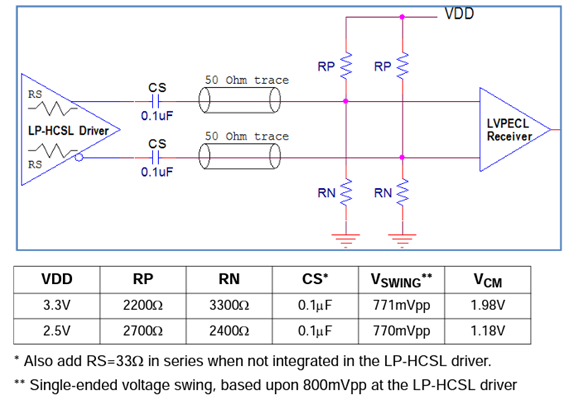 VDD
RP RP
RS CS 50 Ohm trace
0.1uF
LP-HCSL Driver
LVPECL
Receiver
CS 50 Ohm trace
RS 0.1uF
RN RN
VDD RP RN CS* VSWING** VCM
3.3V 2200Ω 3300Ω 0.1µF 771mVpp 1.98V
2.5V 2700Ω 2400Ω 0.1µF 770mVpp 1.18V
* Also add RS=33Ω in series when not integrated in the LP-HCSL driver.
** Single-ended voltage swing, based upon 800mVpp at the LP-HCSL driver